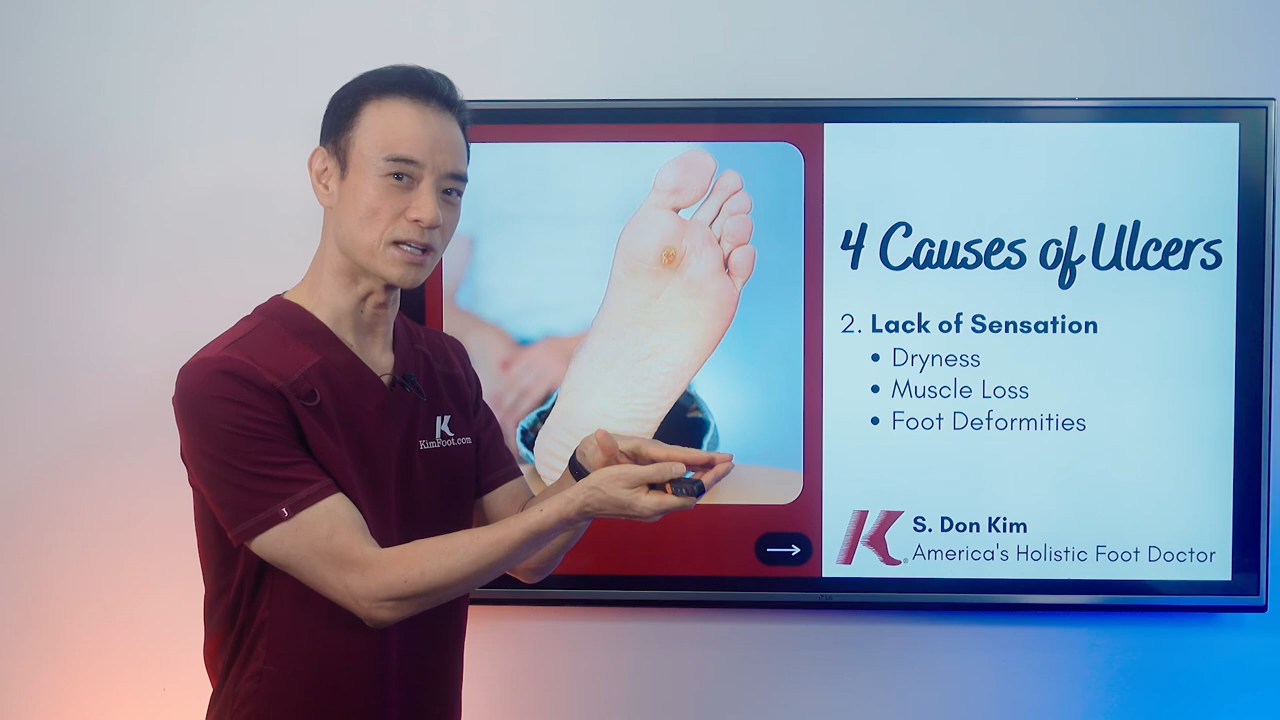 4 Causes of Ulcers
2. Lack of Sensation
• Dryness
• Muscle Loss
• Foot Deformities
K
S. Don Kim
America's Holistic Foot Doctor
K
KimFoot.com
J
LG